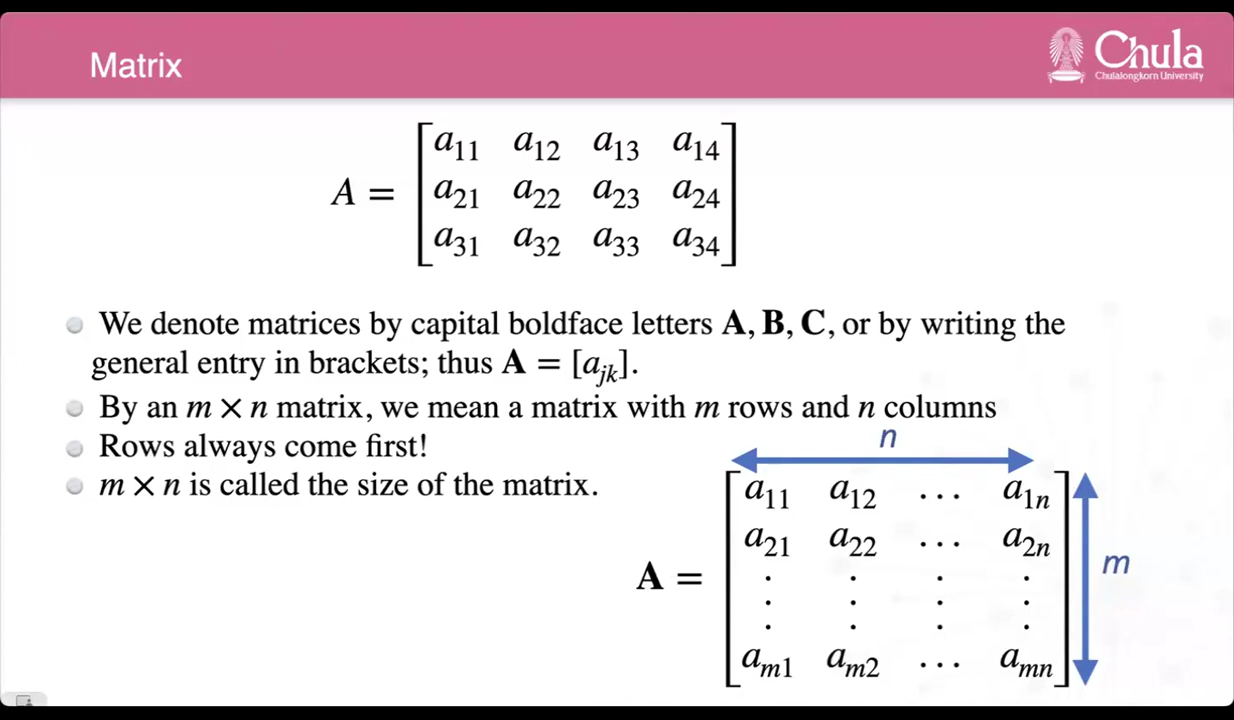 Matrix
Chula
Chulalongkorn University
A = [a₁₁ a₁₂ a₁₃ a₁₄
a₂₁ a₂₂ a₂₃ a₂₄
a₃₁ a₃₂ a₃₃ a₃₄]
We denote matrices by capital boldface letters A, B, C, or by writing the
general entry in brackets; thus A = [a_{jk}].
By an m × n matrix, we mean a matrix with m rows and n columns
Rows always come first!
n
m × n is called the size of the matrix.
A = [a₁₁ a₁₂ ... a₁ₙ
a₂₁ a₂₂ ... a₂ₙ
. . . .
. . . .
. . . .
aₘ₁ aₘ₂ ... aₘₙ]
m